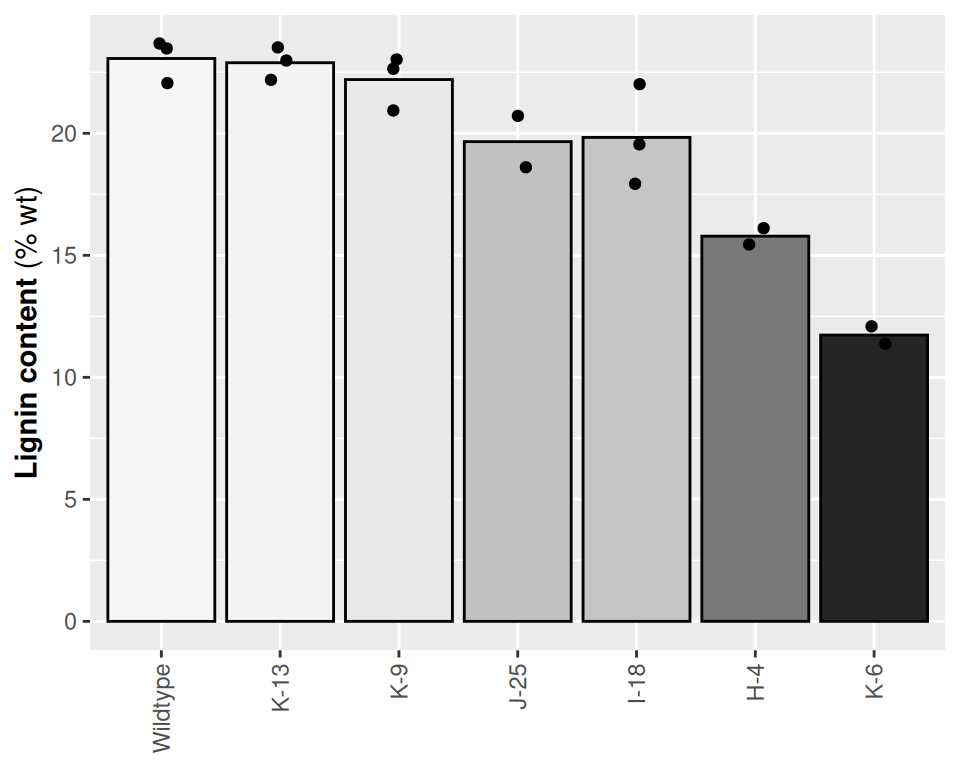 Lignin content (% wt)
20
15
10
5
0
Wildtype
K-13
K-9
J-25
I-18
H-4
K-6